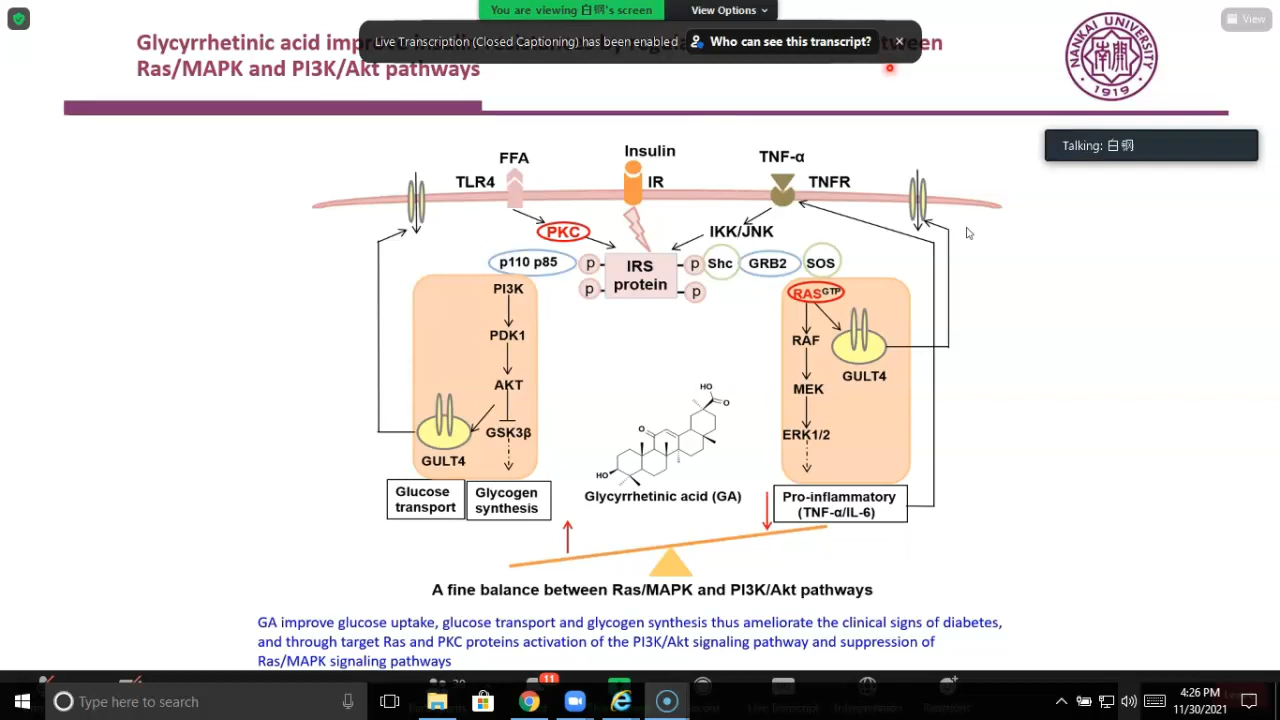 You are viewing 白钢's screen
View Options
View
Live Transcription (Closed Captioning) has been enabled
Who can see this transcript?
Glycyrrhetinic acid
Ras/MAPK and PI3K/Akt pathways
NANKAI UNIVERSITY
1919
Talking: 白钢
FFA
Insulin
TNF-α
TLR4
IR
TNFR
PKC
IKK/JNK
p110 p85
p
IRS
protein
p
Shc
GRB2
SOS
p
p
PI3K
RAS GTP
PDK1
RAF
GULT4
AKT
MEK
HO
O
O
GSK3β
ERK1/2
GULT4
HO
Glucose
transport
Glycogen
synthesis
Glycyrrhetinic acid (GA)
Pro-inflammatory
(TNF-α/IL-6)
A fine balance between Ras/MAPK and PI3K/Akt pathways
GA improve glucose uptake, glucose transport and glycogen synthesis thus ameliorate the clinical signs of diabetes,
and through target Ras and PKC proteins activation of the PI3K/Akt signaling pathway and suppression of
Ras/MAPK signaling pathways
11
Type here to search
4:26 PM
11/30/2021